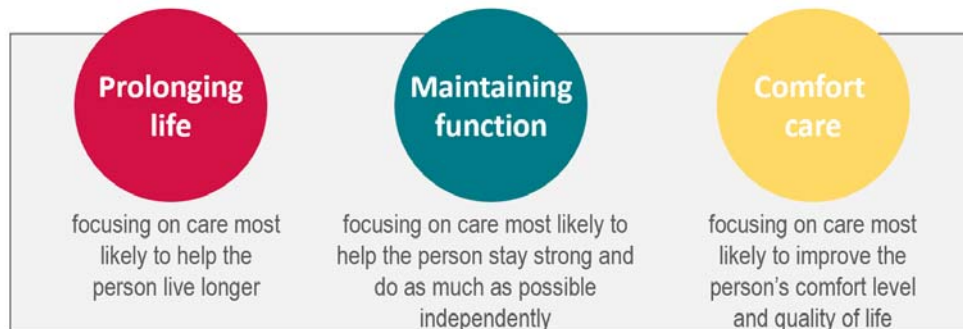 Prolonging
life
focusing on care most
likely to help the
person live longer
Maintaining
function
focusing on care most likely to
help the person stay strong and
do as much as possible
independently
Comfort
care
focusing on care most
likely to improve the
person's comfort level
and quality of life